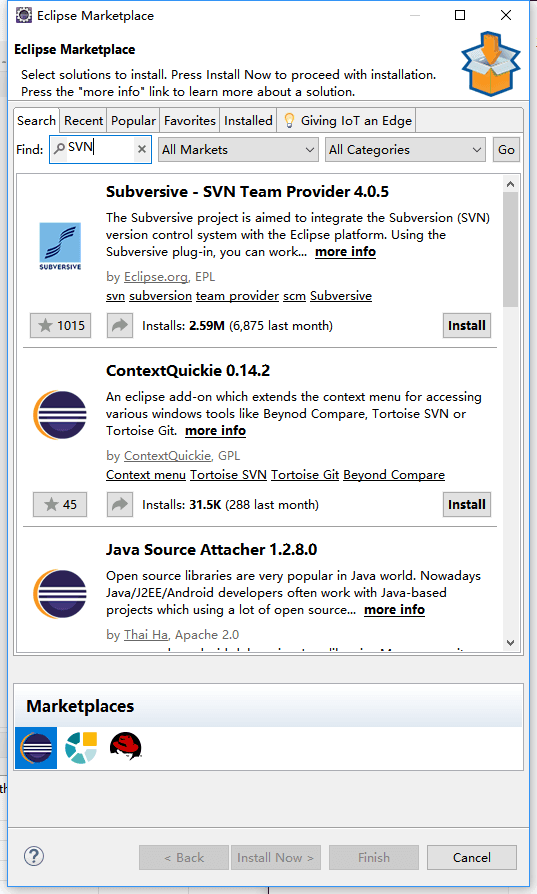 Eclipse Marketplace
Eclipse Marketplace
Select solutions to install. Press Install Now to proceed with installation.
Press the "more info" link to learn more about a solution.
Search Recent Popular Favorites Installed Giving IoT an Edge
Find: SVN All Markets All Categories Go
Subversive - SVN Team Provider 4.0.5
The Subversive project is aimed to integrate the Subversion (SVN)
version control system with the Eclipse platform. Using the
Subversive plug-in, you can work... more info
SUBVERSIVE
by Eclipse.org, EPL
svn subversion team provider scm Subversive
1015 Installs: 2.59M (6,875 last month) Install
ContextQuickie 0.14.2
An eclipse add-on which extends the context menu for accessing
various windows tools like Beynod Compare, Tortoise SVN or
Tortoise Git. more info
by ContextQuickie, GPL
Context menu Tortoise SVN Tortoise Git Beyond Compare
45 Installs: 31.5K (288 last month) Install
Java Source Attacher 1.2.8.0
Open source libraries are very popular in Java world. Nowadays
Java/J2EE/Android developers often work with Java-based
projects which using a lot of open source... more info
by Thai Ha, Apache 2.0
Marketplaces
? < Back Install Now > Finish Cancel